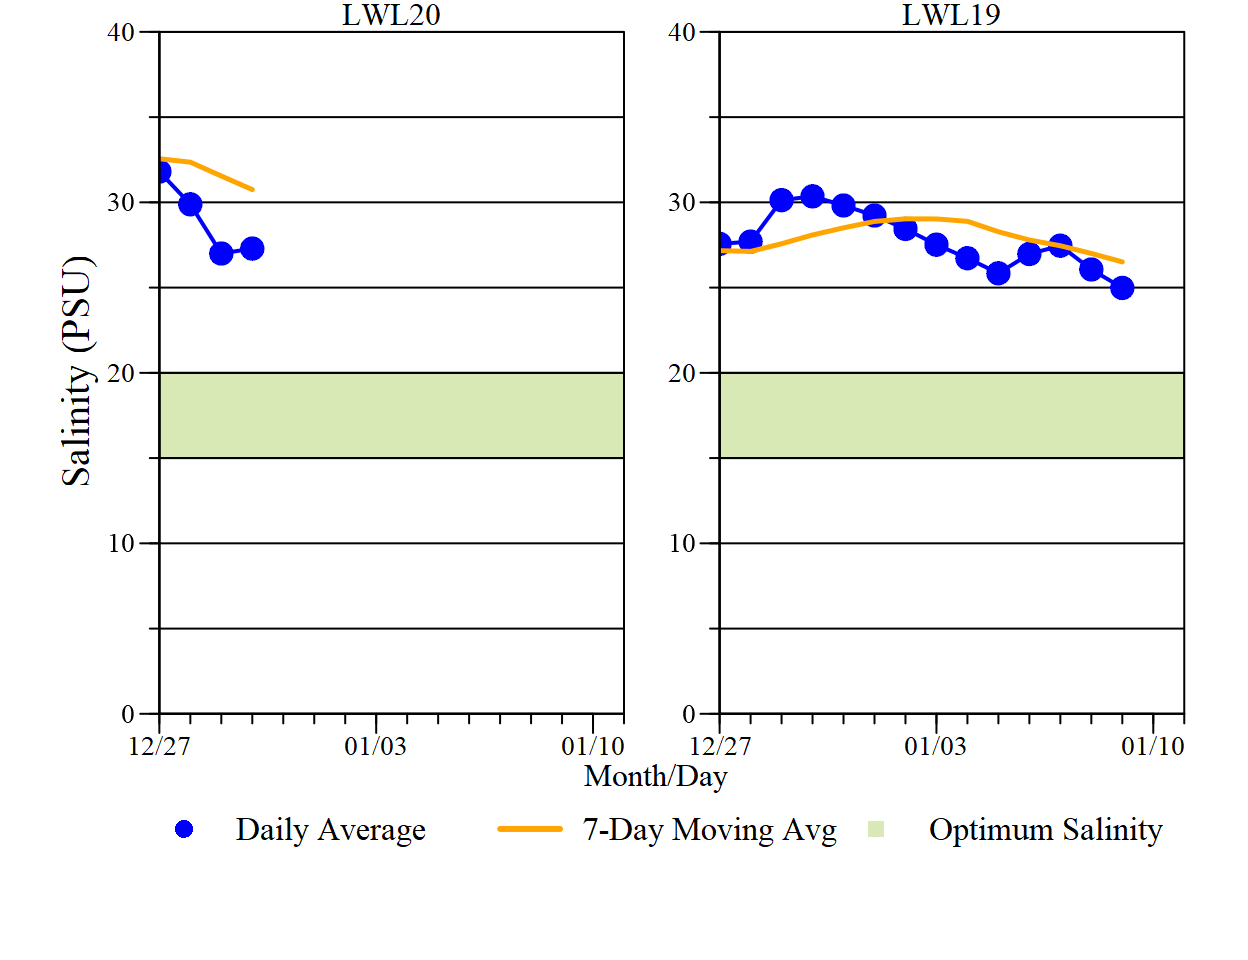 LWL20
LWL19
40
30
20
10
0
40
30
20
10
0
Salinity (PSU)
12/27
01/03
01/10
12/27
01/03
01/10
Month/Day
Daily Average
7-Day Moving Avg
Optimum Salinity